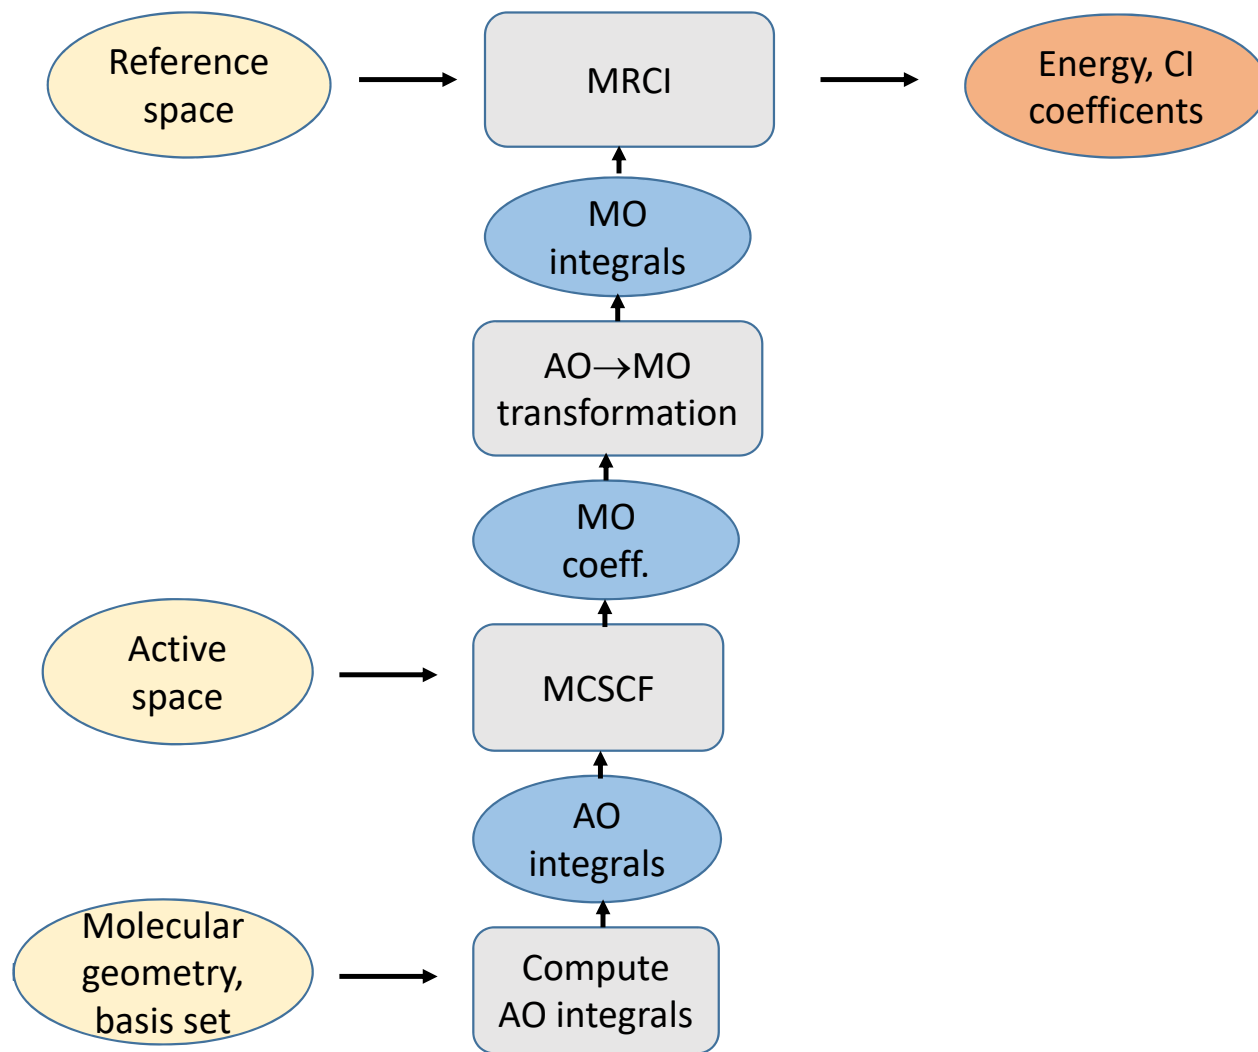 Reference
space
MRCI
Energy, CI
coefficents
MO
integrals
AO→MO
transformation
MO
coeff.
Active
space
MCSCF
AO
integrals
Molecular
geometry,
basis set
Compute
AO integrals